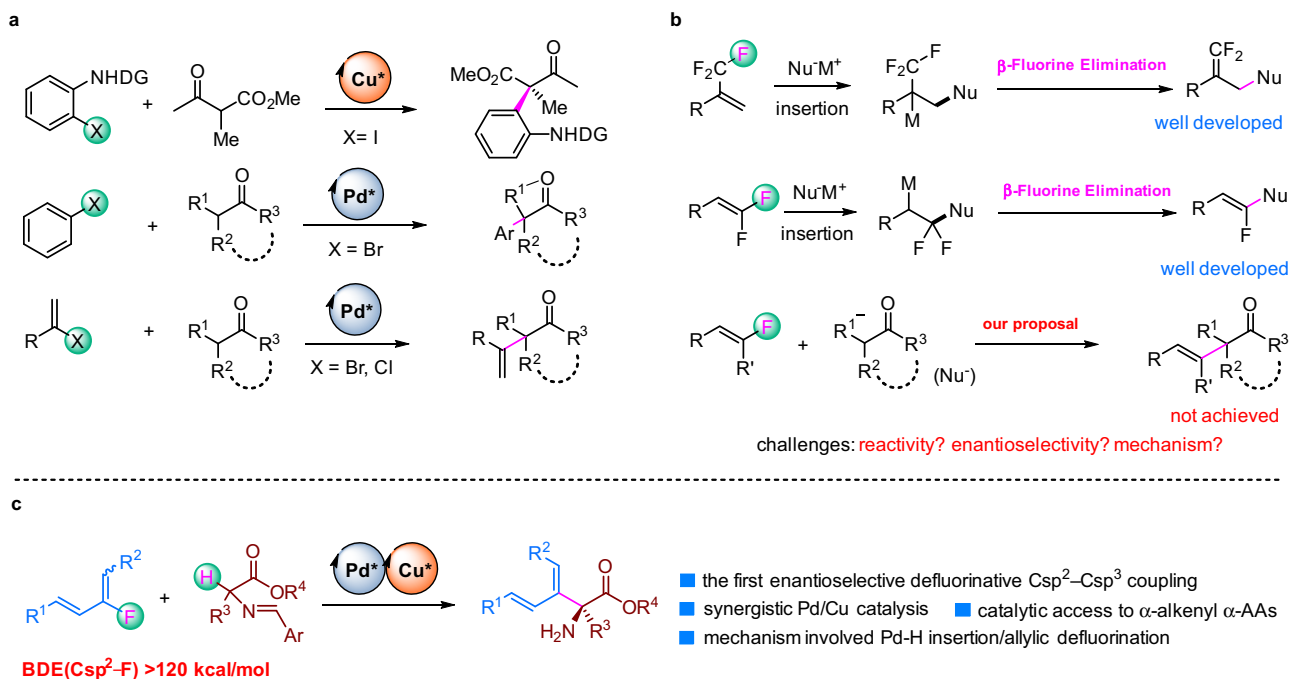 a
NHDG
X
+
O
CO2Me
Me
Cu*
X= I
MeO2C
O
Me
NHDG
X
+
R1
O
R3
R2
Pd*
X = Br
R1
O
R3
Ar
R2
R
X
+
R1
O
R3
R2
Pd*
X = Br, Cl
R
R1
O
R3
R2
b
F2C
F
R
Nu-M+
insertion
F
F2C
R
Nu
M
β-Fluorine Elimination
CF2
R
Nu
well developed
R
F
F
Nu-M+
insertion
M
R
Nu
F
F
β-Fluorine Elimination
R
Nu
F
well developed
R
F
R'
+
R1
–
O
R3
R2
(Nu-)
our proposal
R
R1
O
R3
R2
R'
not achieved
challenges: reactivity? enantioselectivity? mechanism?
c
R2
R1
F
+
H
O
OR4
R3
N
Ar
Pd*
Cu*
R2
R1
O
OR4
H2N
R3
BDE(Csp2–F) >120 kcal/mol
the first enantioselective defluorinative Csp2–Csp3 coupling
synergistic Pd/Cu catalysis
catalytic access to α-alkenyl α-AAs
mechanism involved Pd-H insertion/allylic defluorination